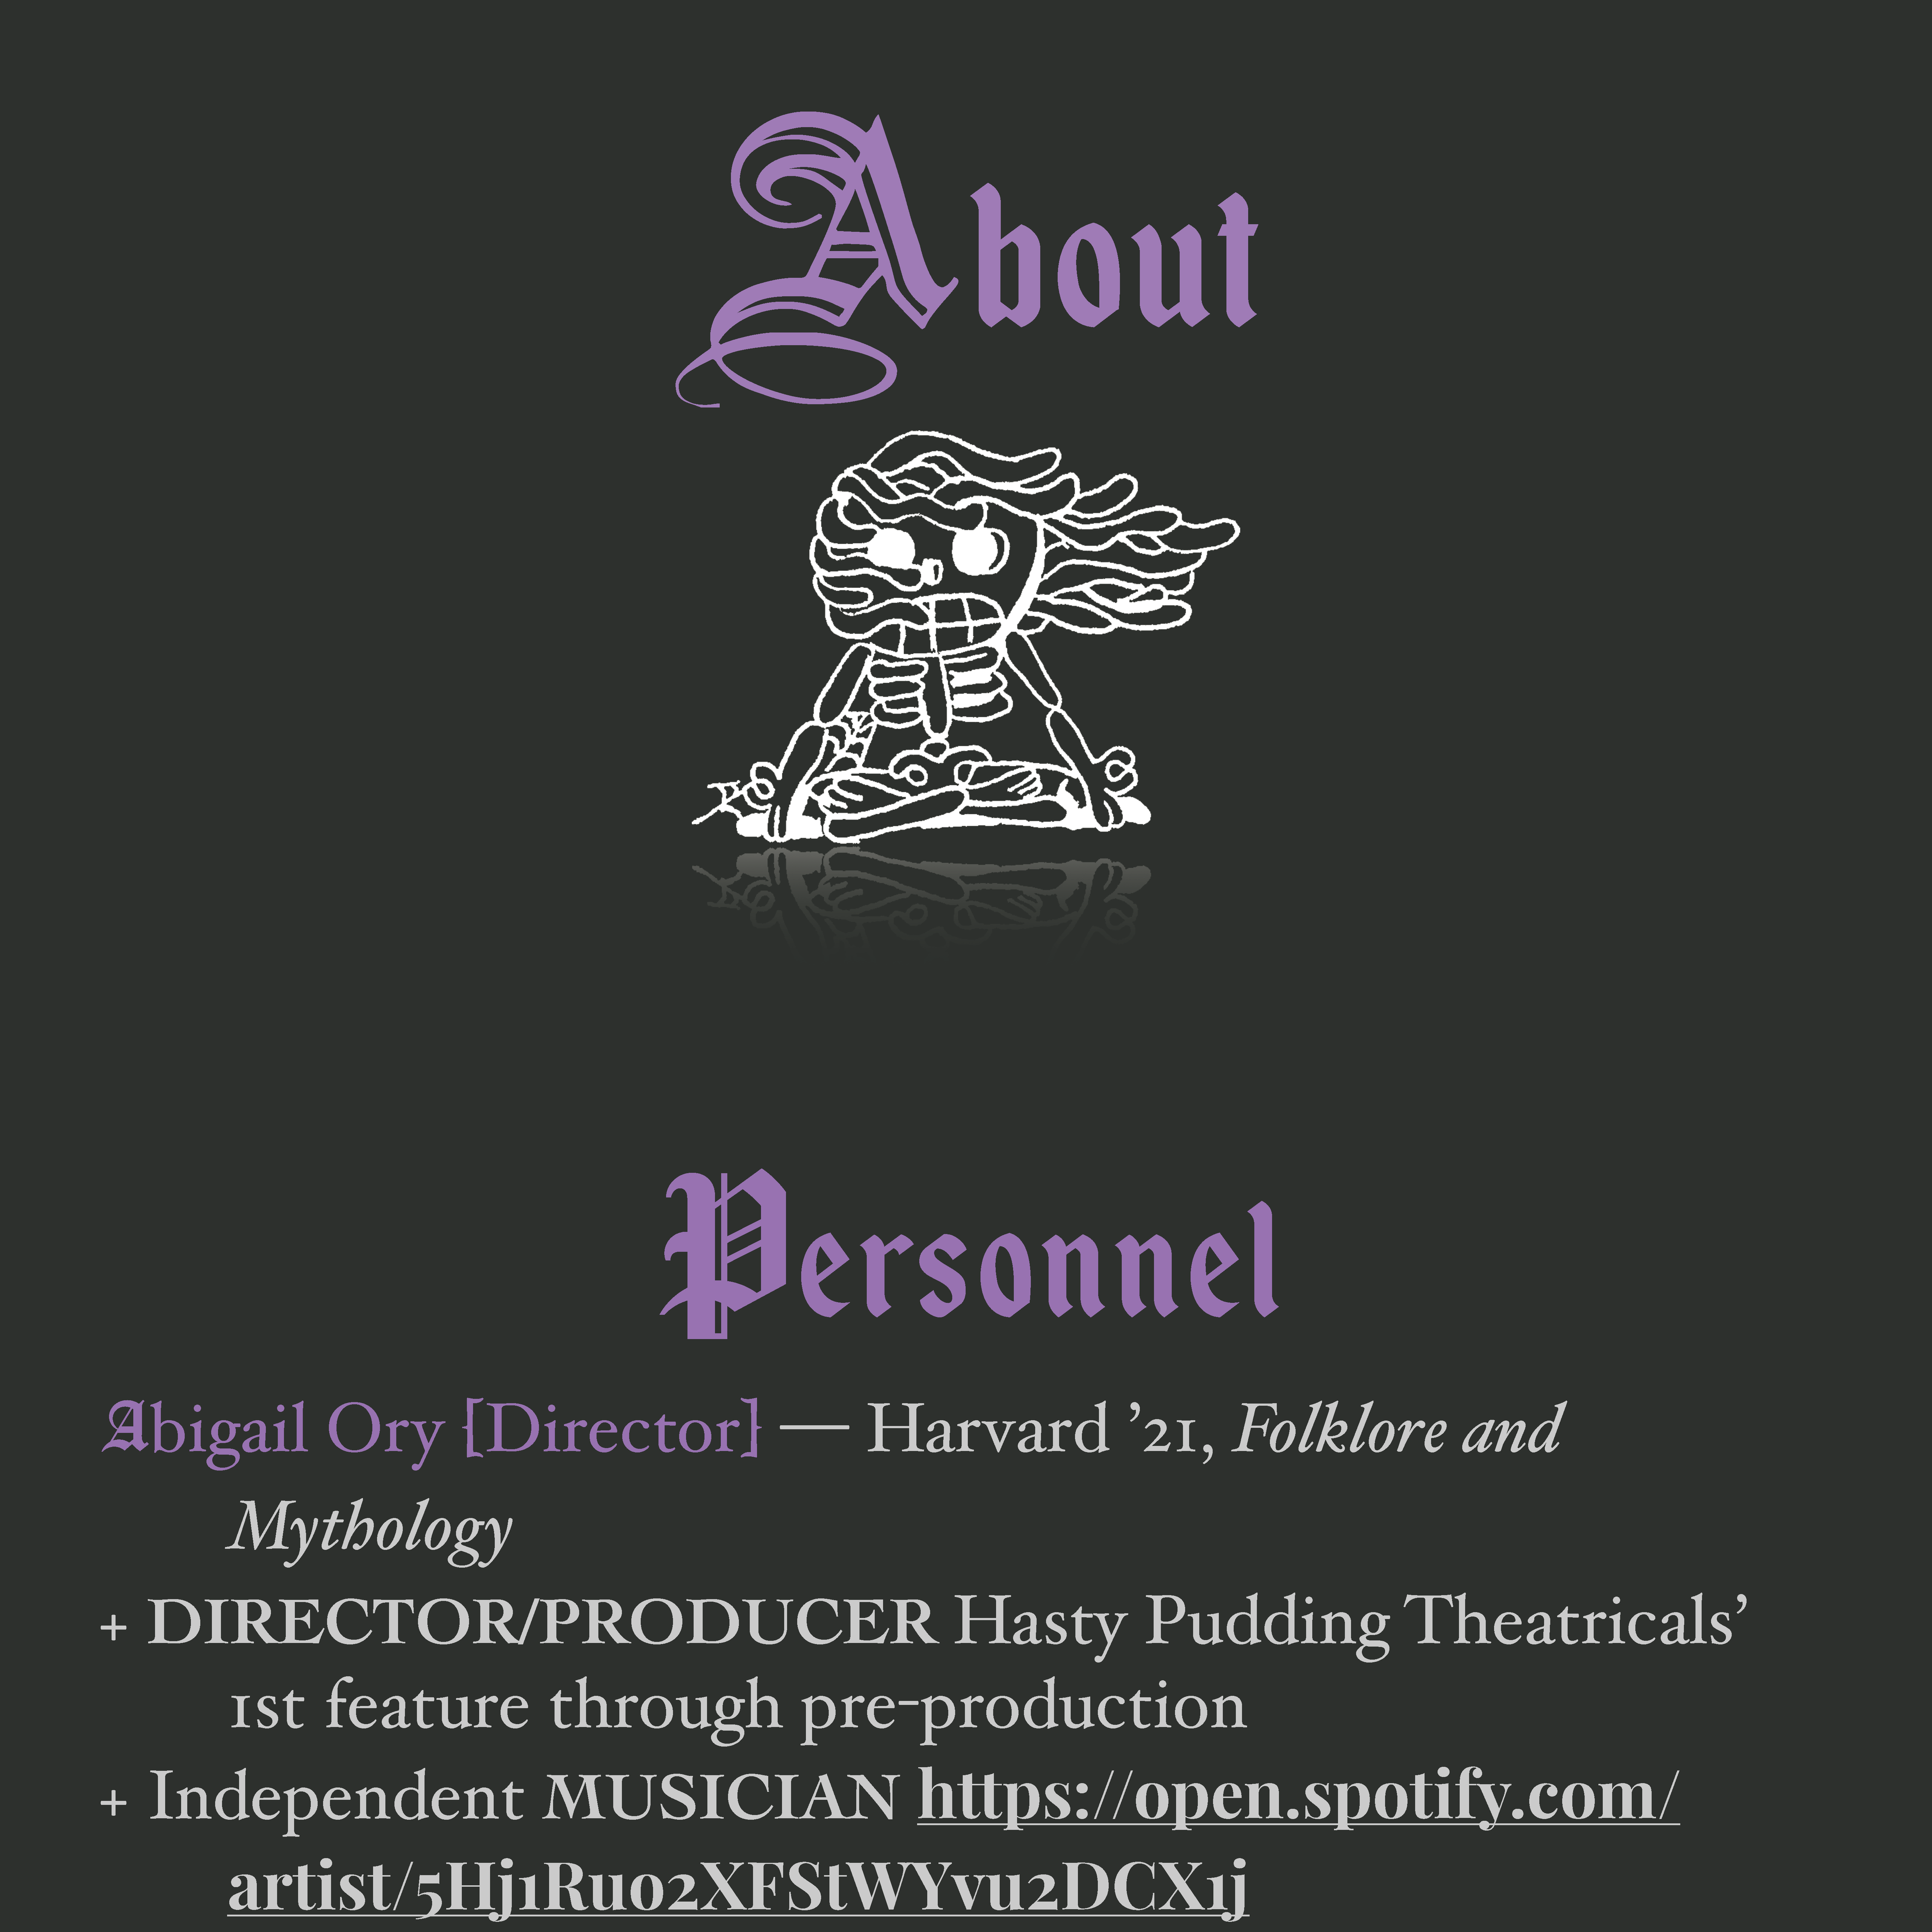 About
Personnel
Abigail Ory [Director] — Harvard ’21, Folklore and
Mythology
+ DIRECTOR/PRODUCER Hasty Pudding Theatricals’
1st feature through pre-production
+ Independent MUSICIAN https://open.spotify.com/
artist/5Hj1Ruo2XFStWYvu2DCX1j